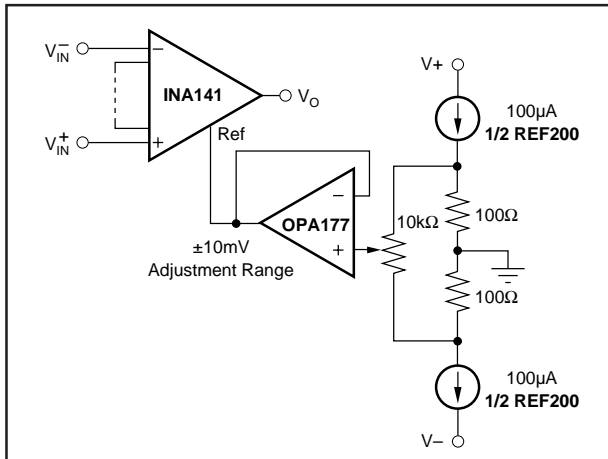 V−IN
−
INA141
VO
V+IN
+
Ref
V+
100µA
1/2 REF200
−
OPA177
+
10kΩ
100Ω
±10mV
Adjustment Range
100Ω
100µA
1/2 REF200
V–